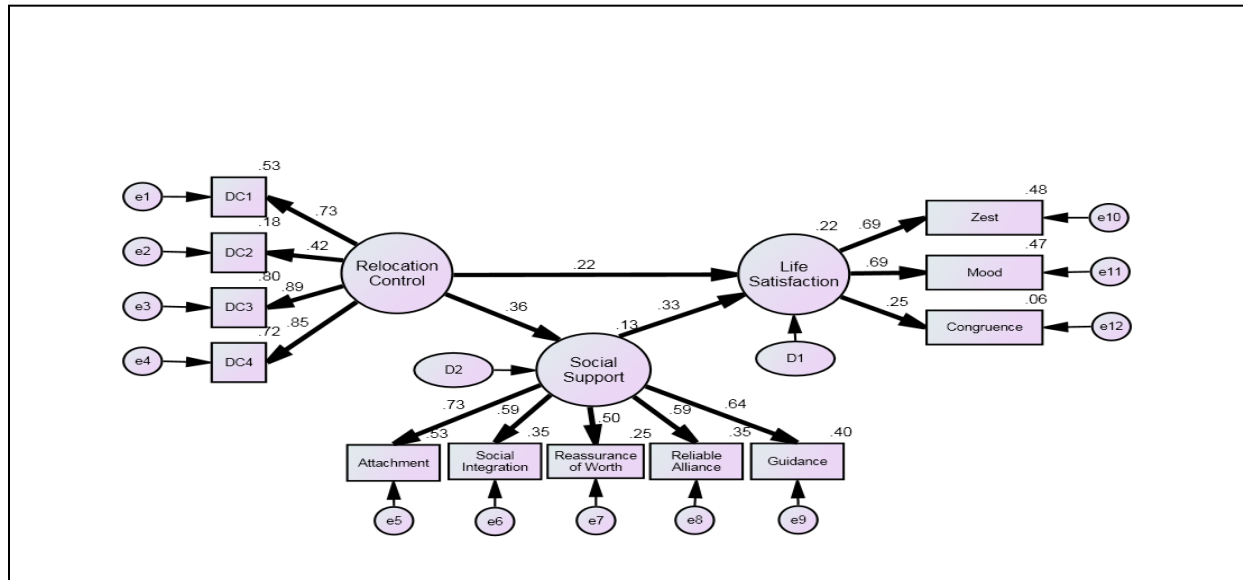 .53
e1
DC1
.73
.18
e2
DC2
.42
.80
e3
DC3
.89
.72
.85
e4
DC4
Relocation
Control
.22
.36
.13
.33
Life
Satisfaction
.22
.69
.48
Zest
e10
.69
.47
Mood
e11
.25
.06
Congruence
e12
D1
D2
Social
Support
.73
.59
.50
.59
.64
.53
.35
.25
.35
.40
Attachment
Social
Integration
Reassurance
of Worth
Reliable
Alliance
Guidance
e5
e6
e7
e8
e9